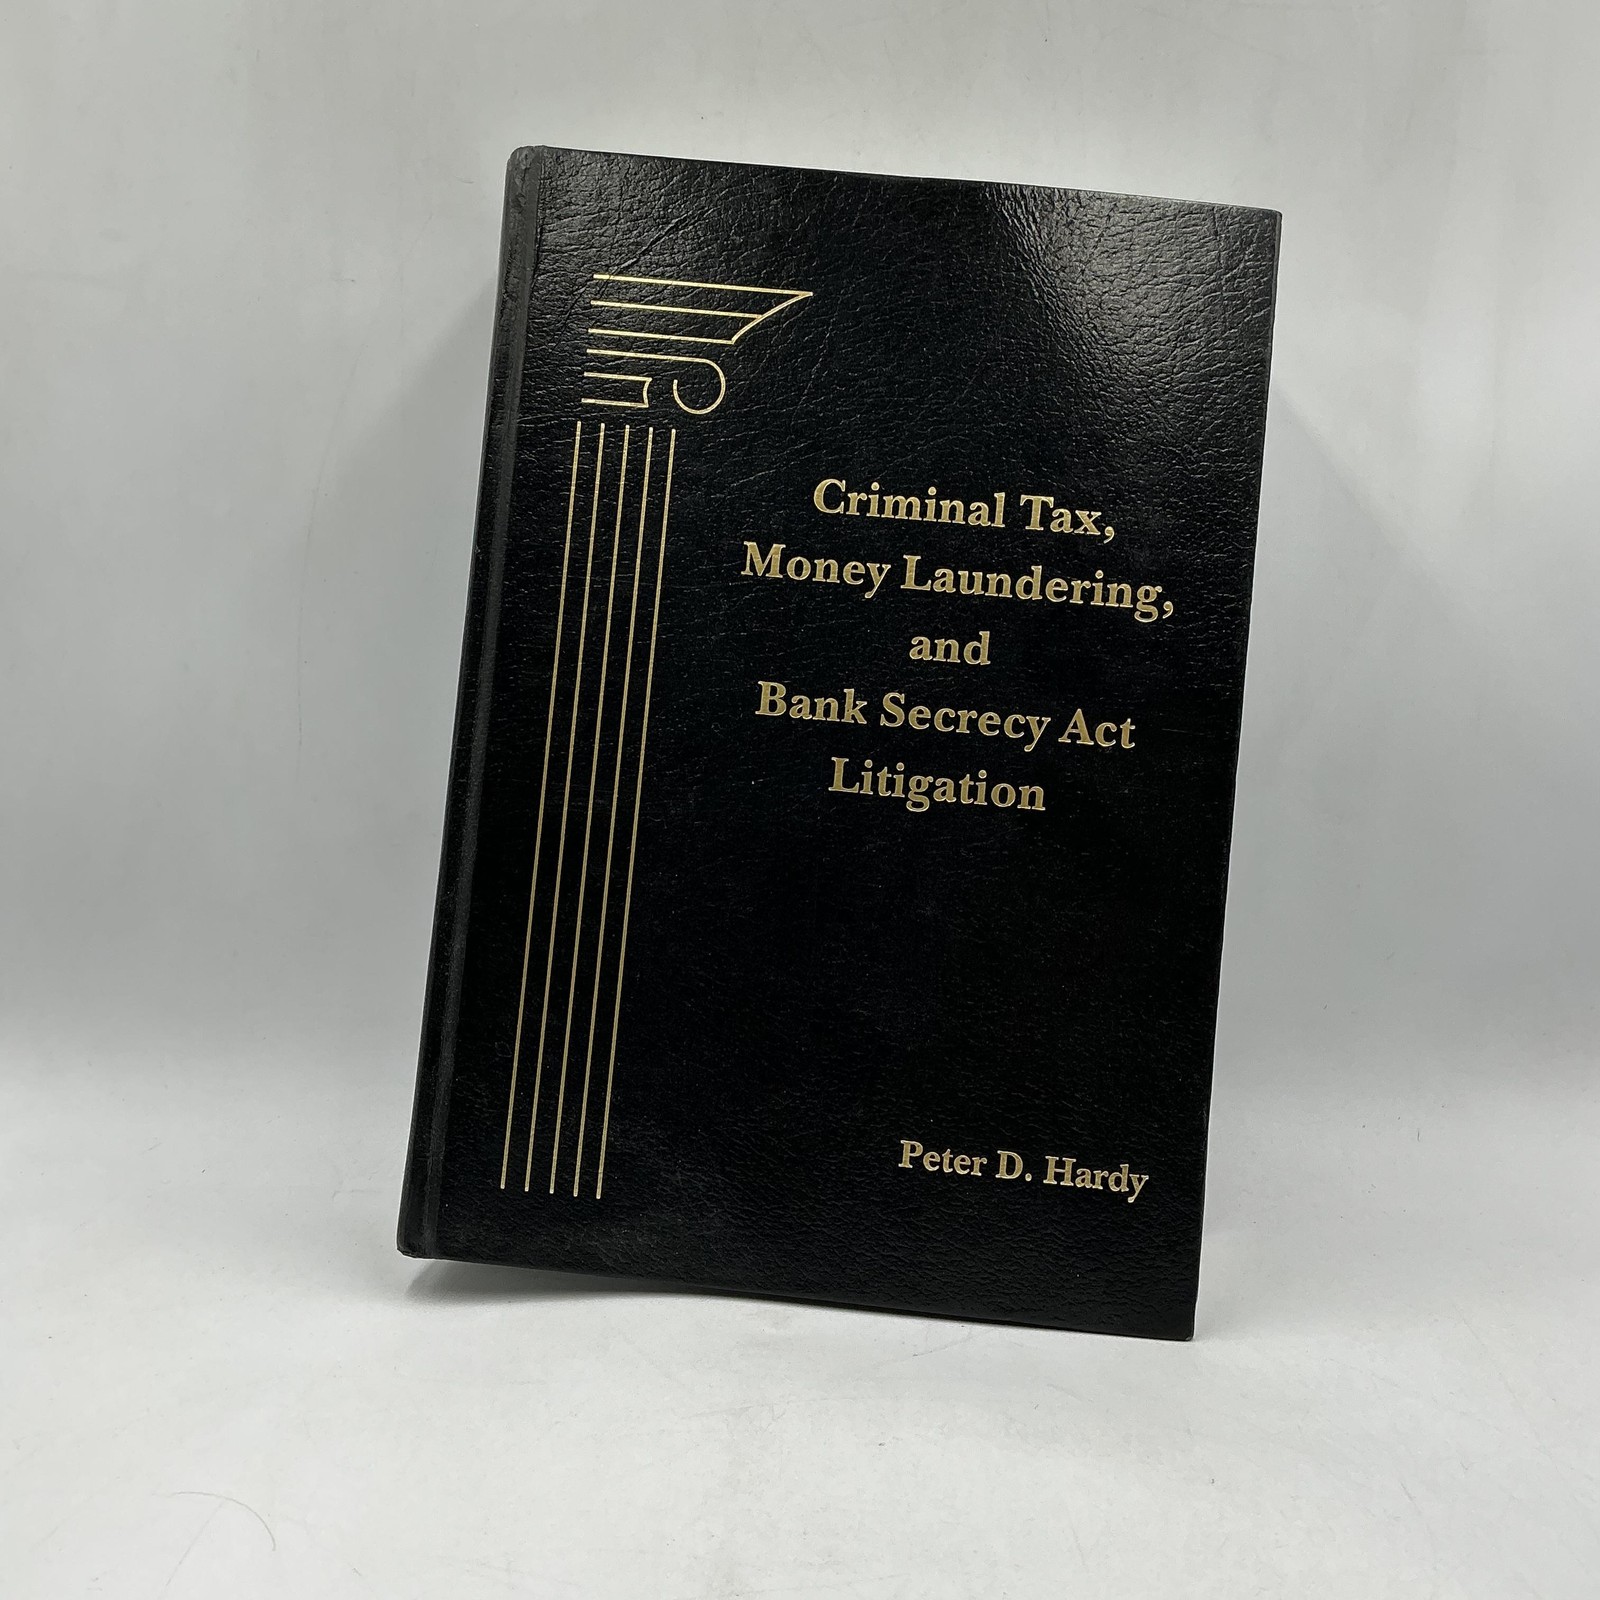 Criminal Tax,
Money Laundering,
and
Bank Secrecy Act
Litigation
Peter D. Hardy